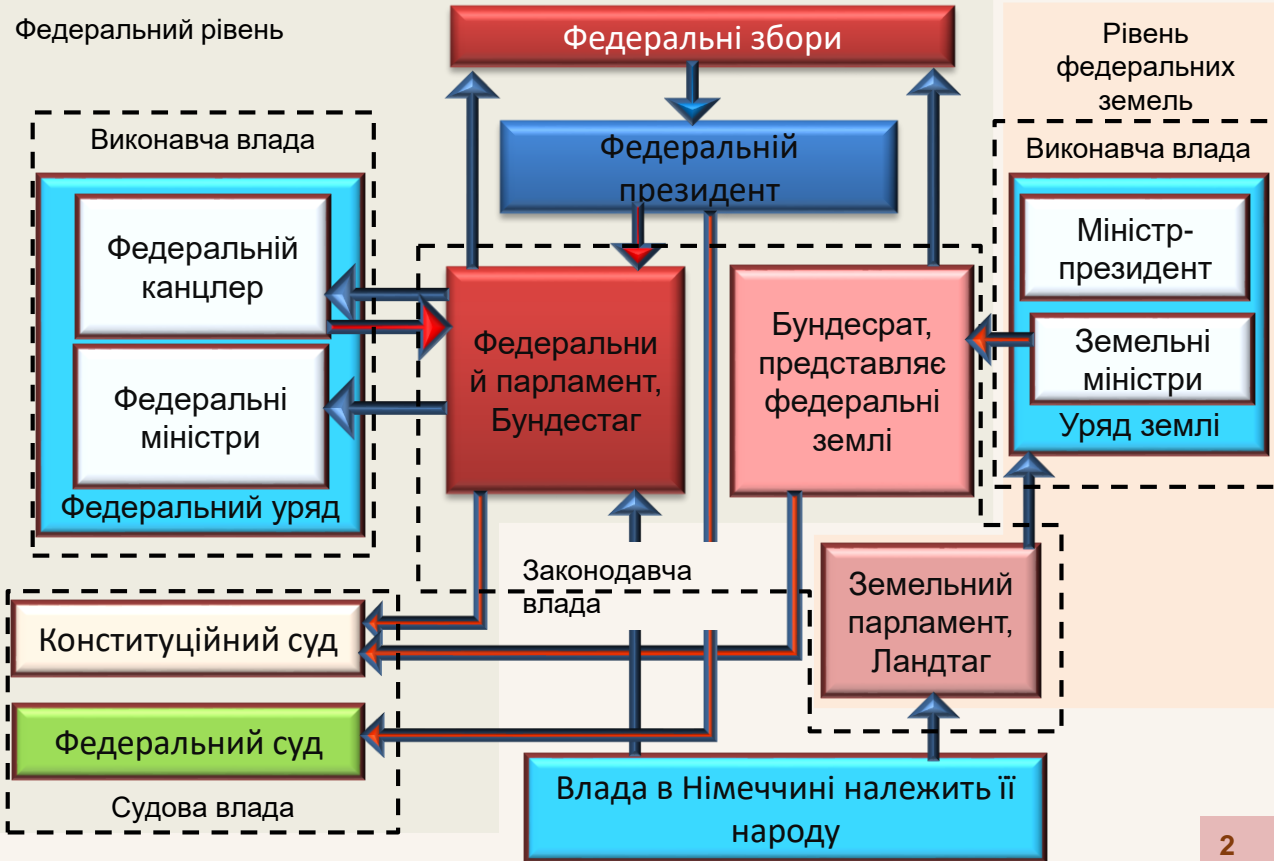 Федеральний рівень
Федеральні збори
Рівень
федеральних
земель
Виконавча влада
Федеральній
президент
Виконавча влада
Федеральній
канцлер
Міністр-
президент
Федеральни
й парламент,
Бундестаг
Бундесрат,
представляє
федеральні
землі
Земельні
міністри
Федеральні
міністри
Уряд землі
Федеральний уряд
Законодавча
влада
Земельний
парламент,
Ландтаг
Конституційний суд
Федеральний суд
Судова влада
Влада в Німеччині належить її
народу
2